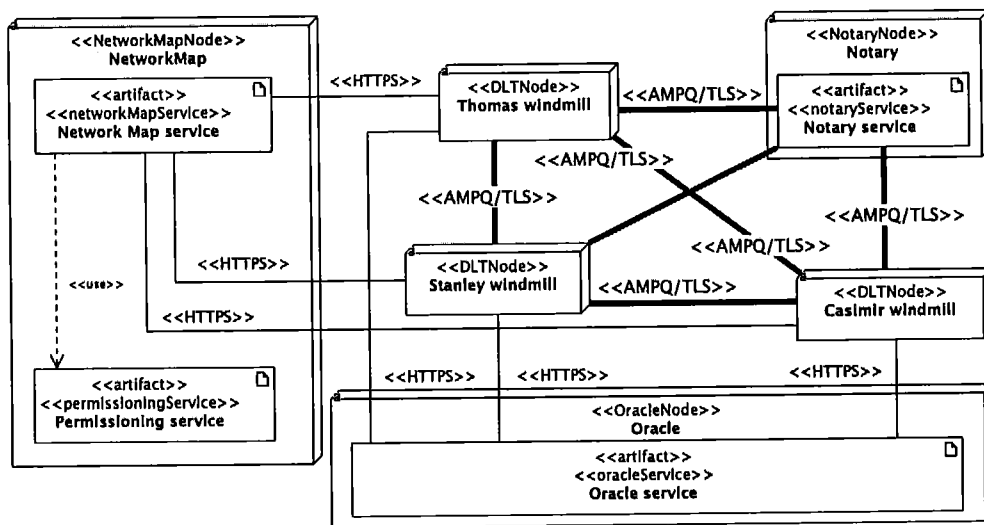 <<NetworkMapNode>>
NetworkMap
<<artifact>>
<<networkMapService>>
Network Map service
<<use>>
<<artifact>>
<<permissioningService>>
Permissioning service
<<HTTPS>>
<<HTTPS>>
<<HTTPS>>
<<DLTNode>>
Thomas windmill
<<AMPQ/TLS>>
<<NotaryNode>>
Notary
<<artifact>>
<<notaryService>>
Notary service
<<AMPQ/TLS>>
<<AMPQ/TLS>>
<<AMPQ/TLS>>
<<AMPQ/TLS>>
<<DLTNode>>
Stanley windmill
<<AMPQ/TLS>>
<<DLTNode>>
Casimir windmill
<<HTTPS>>
<<HTTPS>>
<<HTTPS>>
<<OracleNode>>
Oracle
<<artifact>>
<<oracleService>>
Oracle service